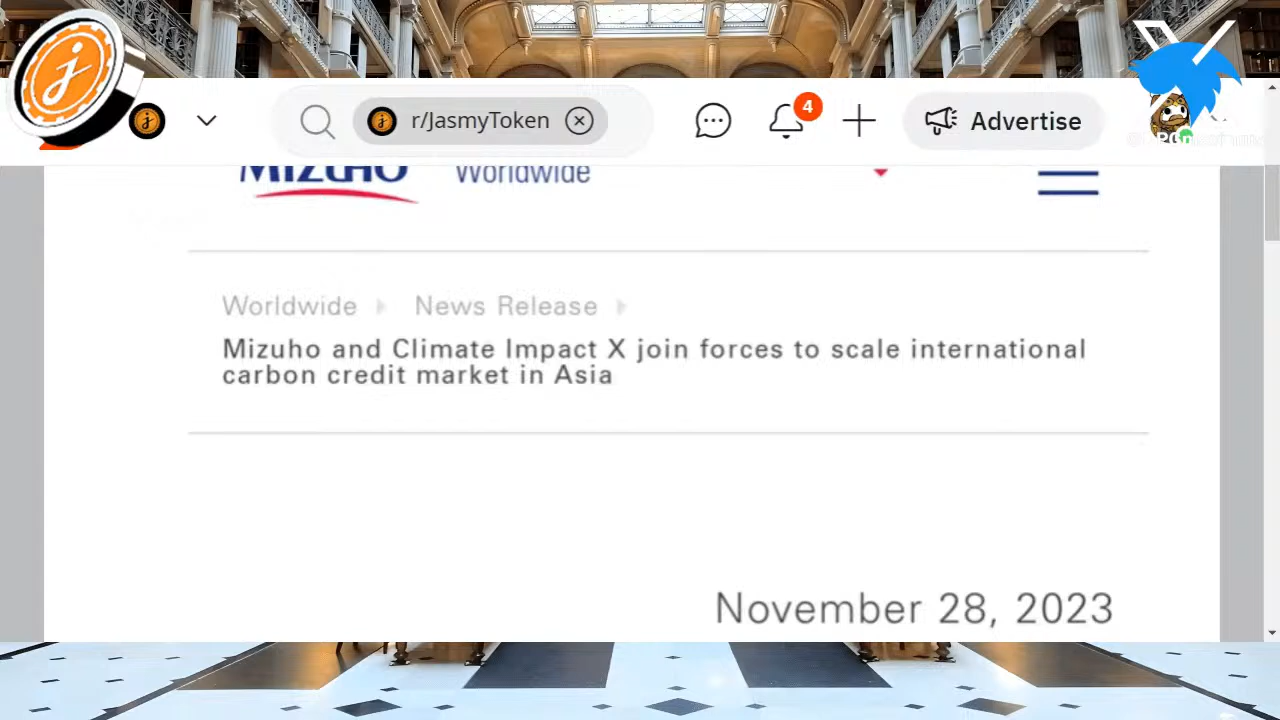 r/JasmyToken
4
Advertise
MIZUHO Worldwide
Worldwide News Release
Mizuho and Climate Impact X join forces to scale international
carbon credit market in Asia
November 28, 2023